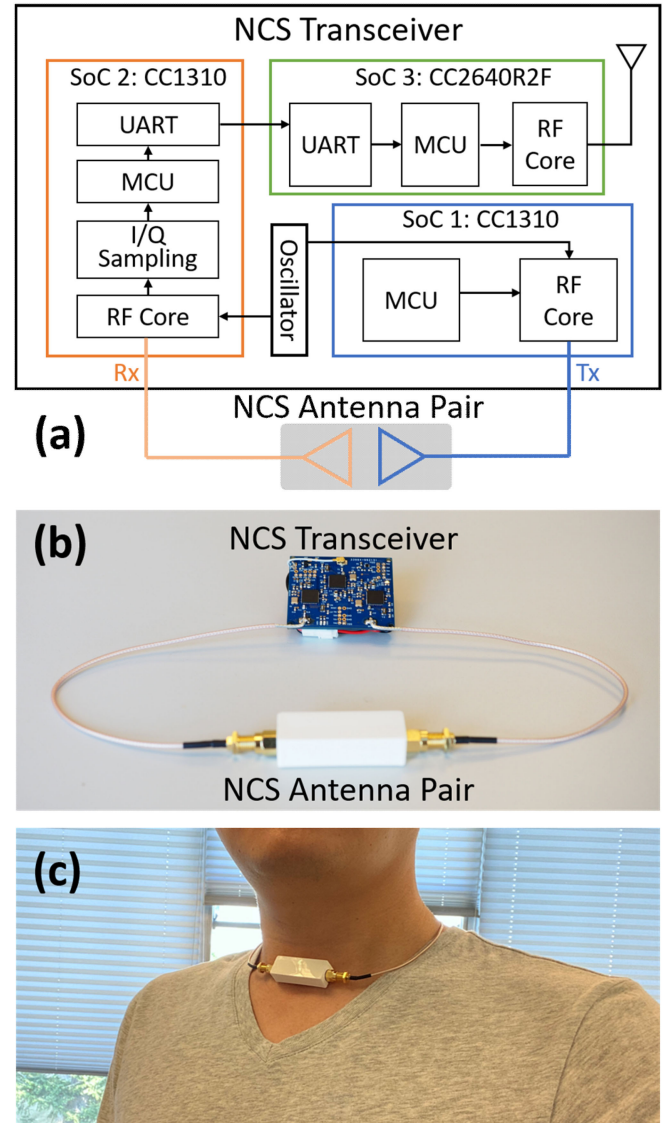 NCS Transceiver
SoC 2: CC1310
UART
MCU
I/Q
Sampling
RF Core
SoC 3: CC2640R2F
UART
MCU
RF
Core
Oscillator
SoC 1: CC1310
MCU
RF
Core
Rx
Tx
NCS Antenna Pair
(a)
(b)
NCS Transceiver
NCS Antenna Pair
(c)